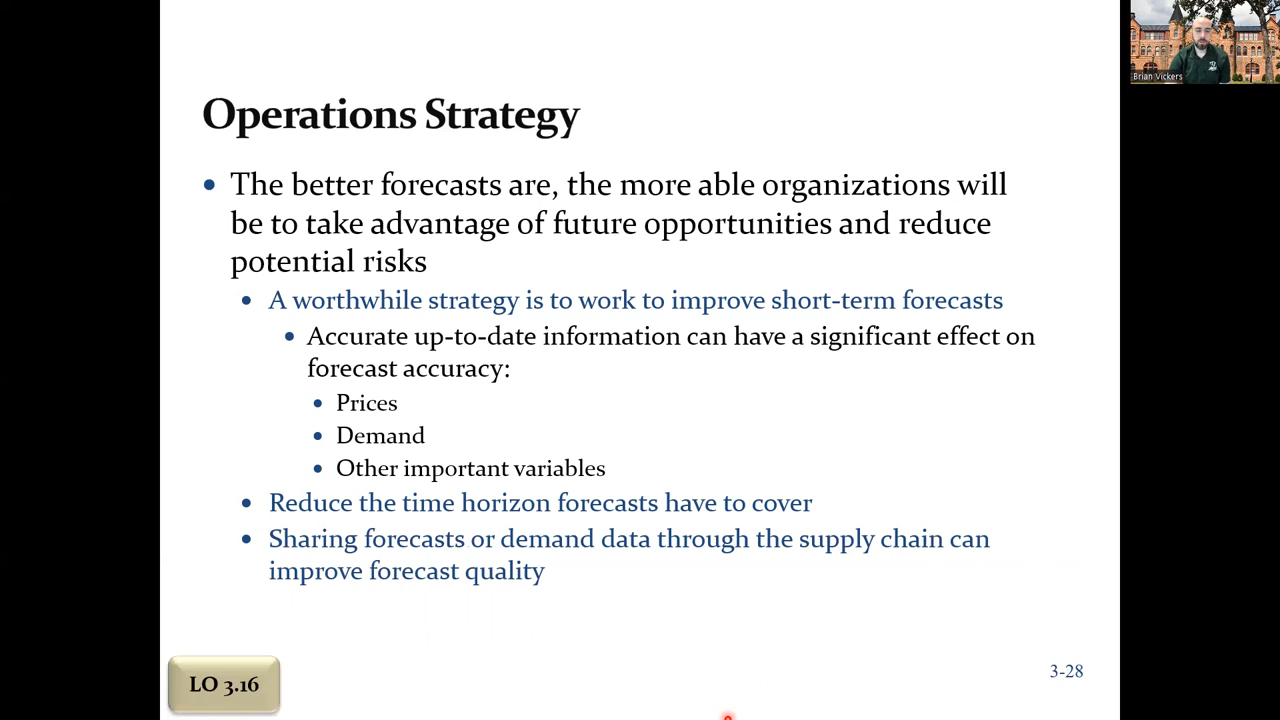 Operations Strategy
The better forecasts are, the more able organizations will
be to take advantage of future opportunities and reduce
potential risks
A worthwhile strategy is to work to improve short-term forecasts
Accurate up-to-date information can have a significant effect on
forecast accuracy:
Prices
Demand
Other important variables
Reduce the time horizon forecasts have to cover
Sharing forecasts or demand data through the supply chain can
improve forecast quality
LO 3.16
3-28
Brian Vickers